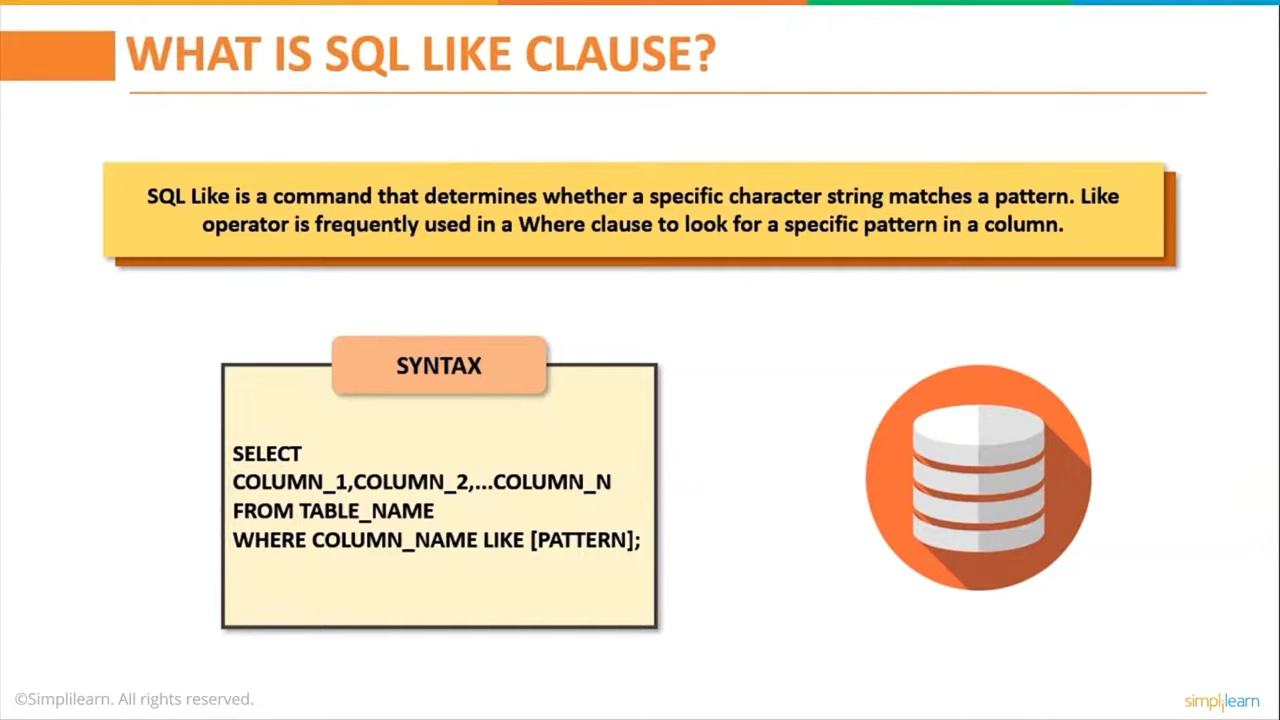 WHAT IS SQL LIKE CLAUSE?
SQL Like is a command that determines whether a specific character string matches a pattern. Like
operator is frequently used in a Where clause to look for a specific pattern in a column.
SYNTAX
SELECT
COLUMN_1,COLUMN_2,...COLUMN_N
FROM TABLE_NAME
WHERE COLUMN_NAME LIKE [PATTERN];
©Simplilearn. All rights reserved.
simplilearn